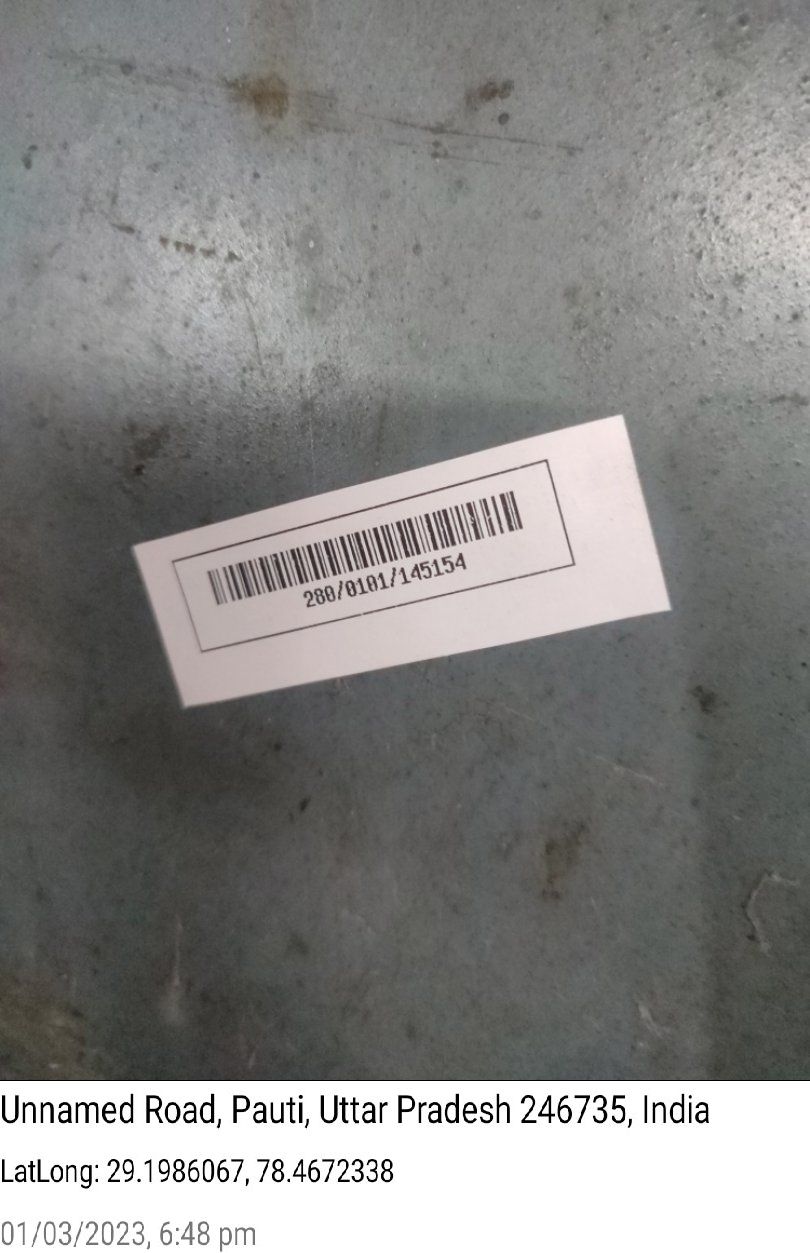 280/0101/145154
Unnamed Road, Pauti, Uttar Pradesh 246735, India
LatLong: 29.1986067, 78.4672338
01/03/2023, 6:48 pm